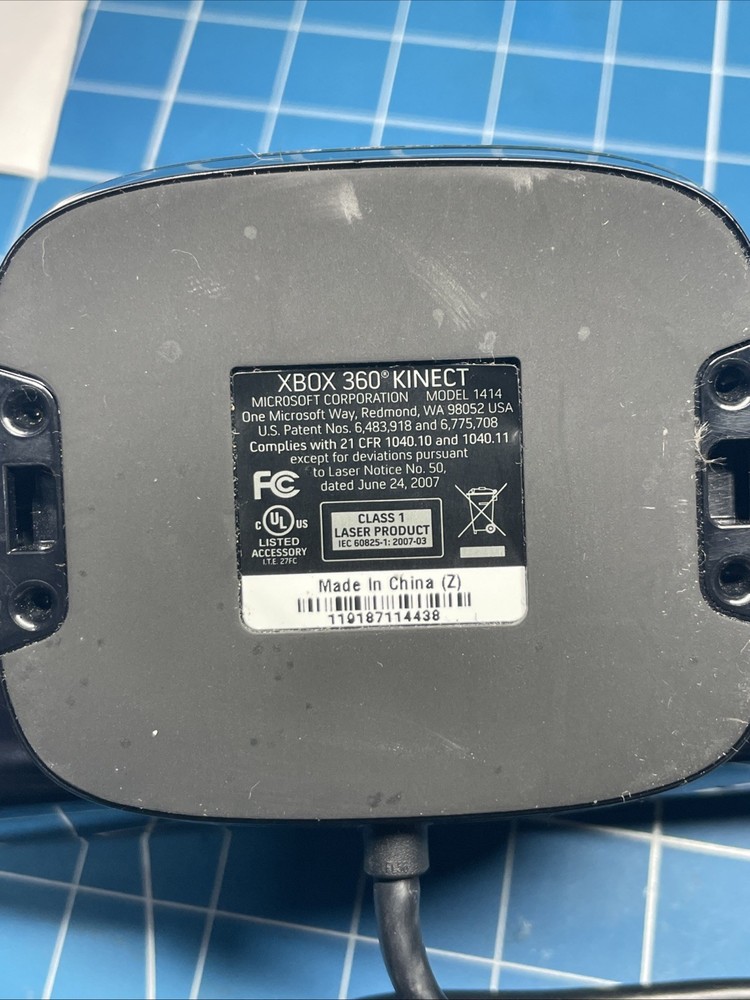 XBOX 360® KINECT
MICROSOFT CORPORATION MODEL 1414
One Microsoft Way, Redmond, WA 98052 USA
U.S. Patent Nos. 6,483,918 and 6,775,708
Complies with 21 CFR 1040.10 and 1040.11
except for deviations pursuant
to Laser Notice No. 50,
dated June 24, 2007
FC
C UL US
LISTED
ACCESSORY
I.T.E. 27FC
CLASS 1
LASER PRODUCT
IEC 60825-1: 2007-03
Made In China (Z)
119187114438